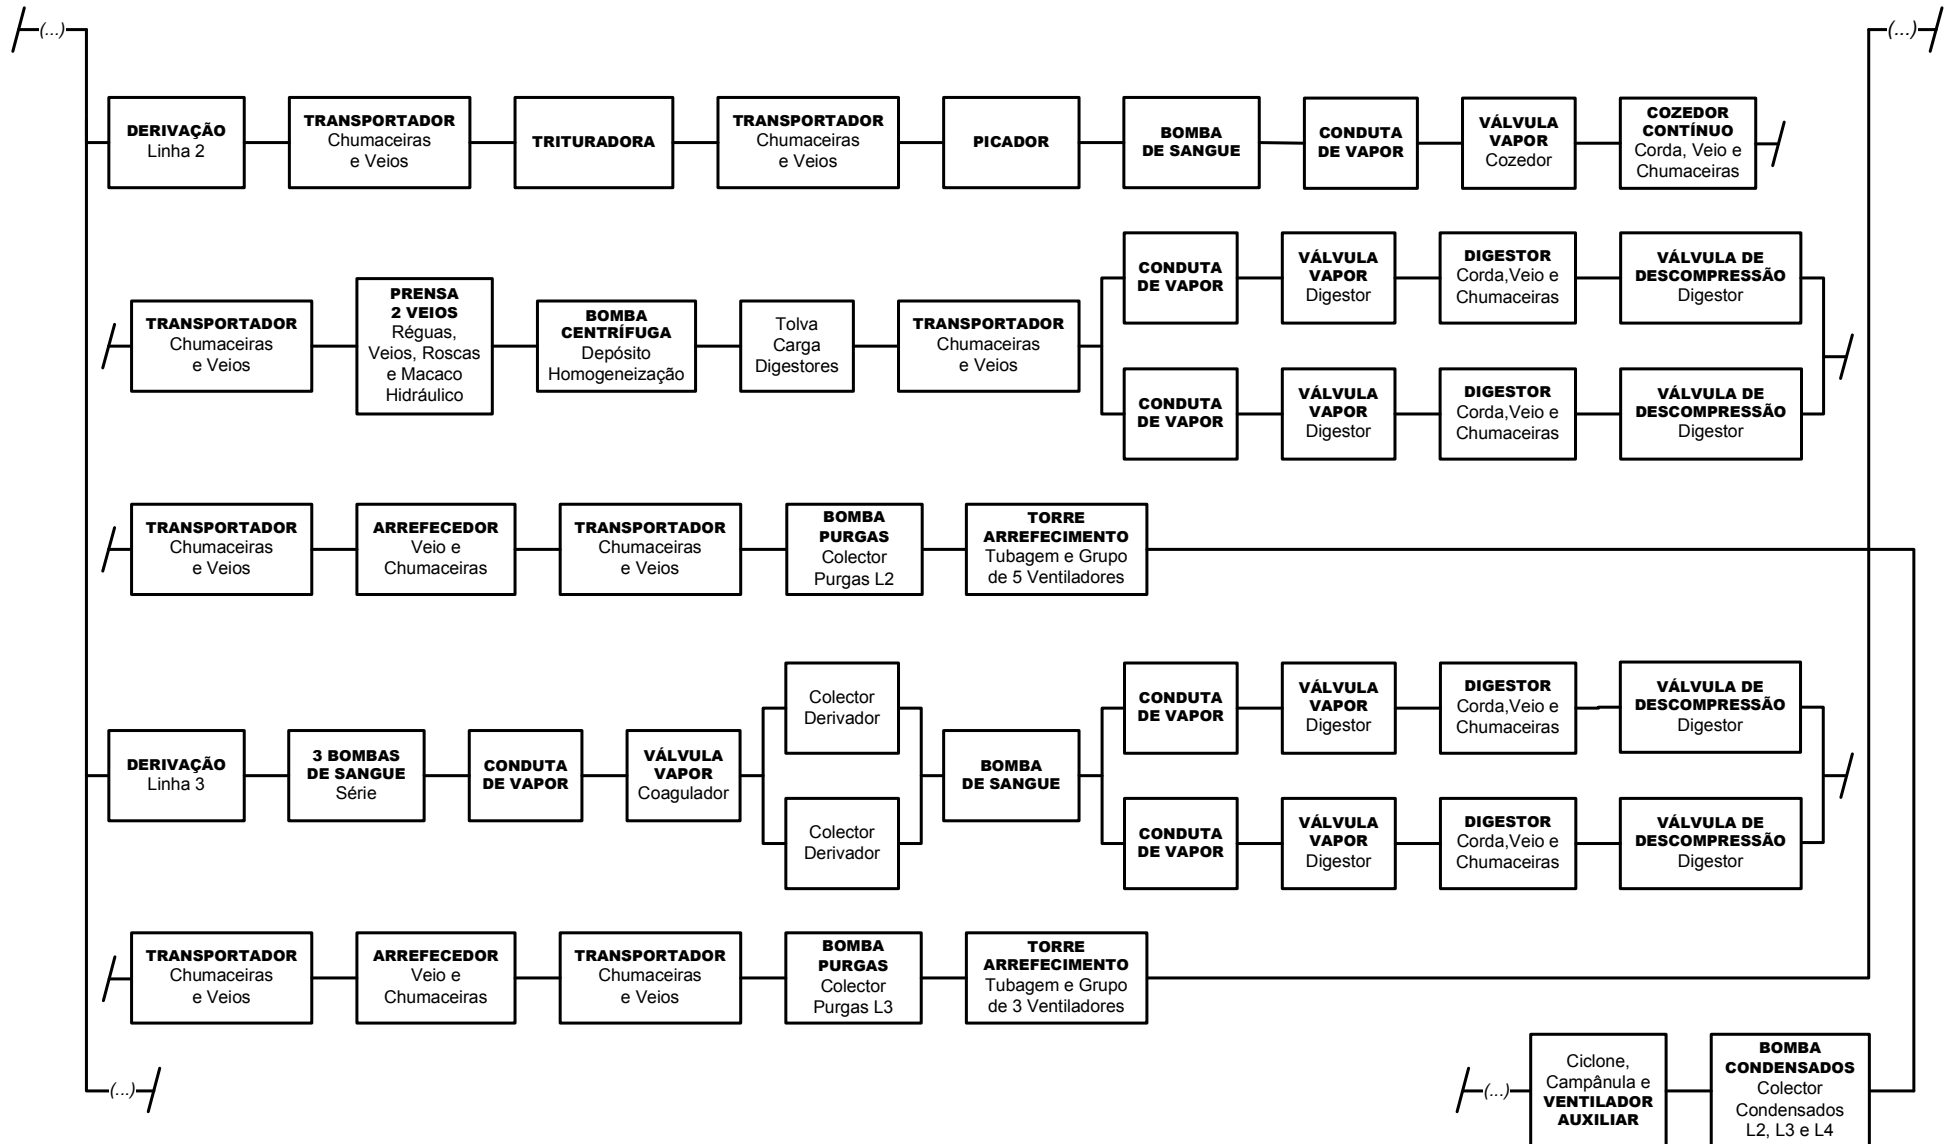 (...)
(...)
DERIVAÇÃO
Linha 2
TRANSPORTADOR
Chumaceiras
e Veios
TRITURADORA
TRANSPORTADOR
Chumaceiras
e Veios
PICADOR
BOMBA
DE SANGUE
CONDUTA
DE VAPOR
VÁLVULA
VAPOR
Cozedor
COZEDOR
CONTÍNUO
Corda, Veio e
Chumaceiras
TRANSPORTADOR
Chumaceiras
e Veios
PRENSA
2 VEIOS
Réguas,
Veios, Roscas
e Macaco
Hidráulico
BOMBA
CENTRÍFUGA
Depósito
Homogeneização
Tolva
Carga
Digestores
TRANSPORTADOR
Chumaceiras
e Veios
CONDUTA
DE VAPOR
VÁLVULA
VAPOR
Digestor
DIGESTOR
Corda,Veio e
Chumaceiras
VÁLVULA DE
DESCOMPRESSÃO
Digestor
CONDUTA
DE VAPOR
VÁLVULA
VAPOR
Digestor
DIGESTOR
Corda,Veio e
Chumaceiras
VÁLVULA DE
DESCOMPRESSÃO
Digestor
TRANSPORTADOR
Chumaceiras
e Veios
ARREFECEDOR
Veio e
Chumaceiras
TRANSPORTADOR
Chumaceiras
e Veios
BOMBA
PURGAS
Colector
Purgas L2
TORRE
ARREFECIMENTO
Tubagem e Grupo
de 5 Ventiladores
DERIVAÇÃO
Linha 3
3 BOMBAS
DE SANGUE
Série
CONDUTA
DE VAPOR
VÁLVULA
VAPOR
Coagulador
Colector
Derivador
Colector
Derivador
BOMBA
DE SANGUE
CONDUTA
DE VAPOR
VÁLVULA
VAPOR
Digestor
DIGESTOR
Corda,Veio e
Chumaceiras
VÁLVULA DE
DESCOMPRESSÃO
Digestor
CONDUTA
DE VAPOR
VÁLVULA
VAPOR
Digestor
DIGESTOR
Corda,Veio e
Chumaceiras
VÁLVULA DE
DESCOMPRESSÃO
Digestor
TRANSPORTADOR
Chumaceiras
e Veios
ARREFECEDOR
Veio e
Chumaceiras
TRANSPORTADOR
Chumaceiras
e Veios
BOMBA
PURGAS
Colector
Purgas L3
TORRE
ARREFECIMENTO
Tubagem e Grupo
de 3 Ventiladores
(...)
(...)
Ciclone,
Campânula e
VENTILADOR
AUXILIAR
BOMBA
CONDENSADOS
Colector
Condensados
L2, L3 e L4